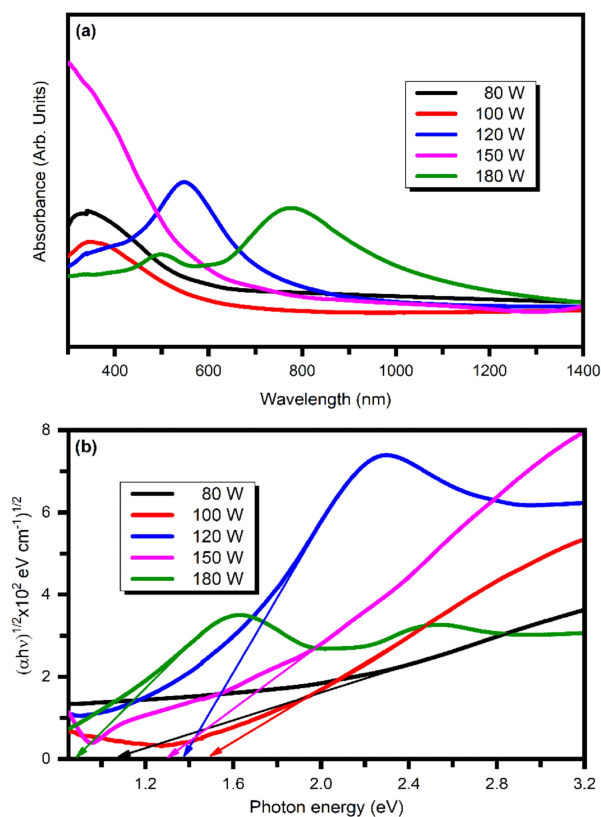 (a)
Absorbance (Arb. Units)
80 W
100 W
120 W
150 W
180 W
400 600 800 1000 1200 1400
Wavelength (nm)
(b)
(αhν)^1/2x10^2 eV cm^-1)^1/2
8
6
4
2
0
80 W
100 W
120 W
150 W
180 W
1.2 1.6 2.0 2.4 2.8 3.2
Photon energy (eV)